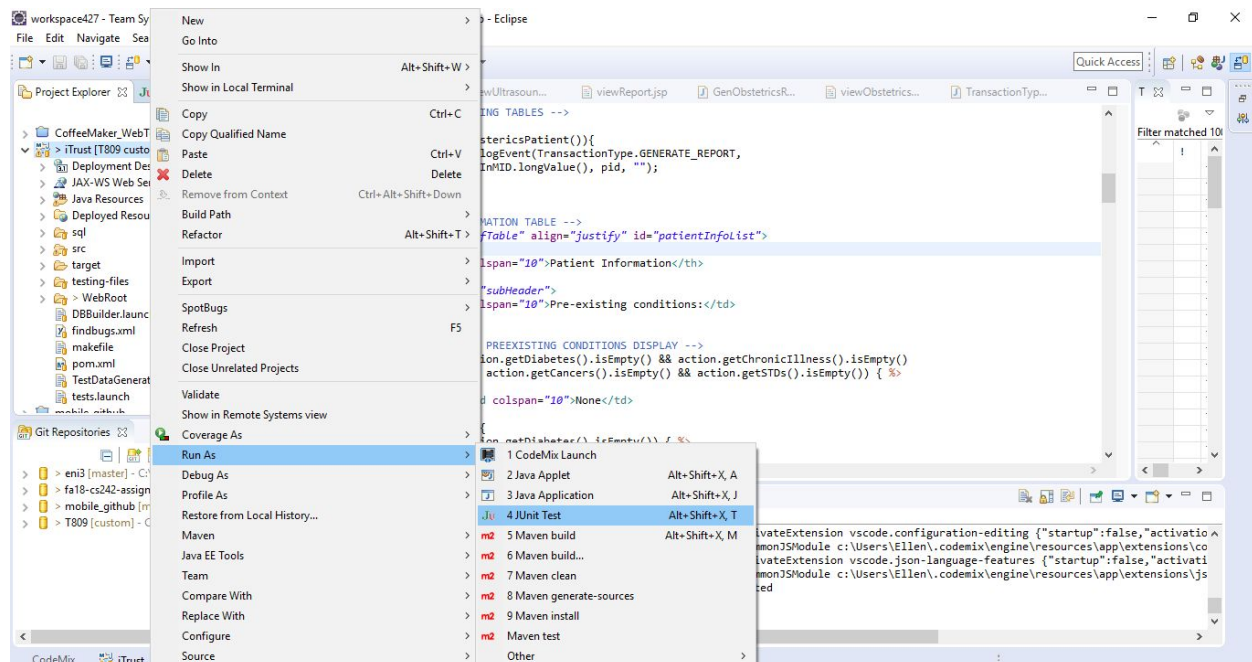 workspace427 - Team Sy
- Eclipse
File Edit Navigate Sea
Quick Access
Project Explorer
CoffeeMaker_WebT
> iTrust [T809 custo
Deployment Des
JAX-WS Web Ser
Java Resources
Deployed Resou
sql
src
target
testing-files
> WebRoot
DBBuilder.launc
findbugs.xml
makefile
pom.xml
TestDataGenerat
tests.launch
Git Repositories
> eni3 [master] - C:\
> fa18-cs242-assign
> mobile_github [m
> T809 [custom] - C
CodeMix
iTrust
New
Go Into
Show In Alt+Shift+W >
Show in Local Terminal
Copy Ctrl+C
Copy Qualified Name
Paste Ctrl+V
Delete Delete
Remove from Context Ctrl+Alt+Shift+Down
Build Path
Refactor Alt+Shift+T >
Import
Export
SpotBugs
Refresh F5
Close Project
Close Unrelated Projects
Validate
Show in Remote Systems view
Coverage As
Run As
Debug As
Profile As
Restore from Local History...
Maven
Java EE Tools
Team
Compare With
Replace With
Configure
Source
1 CodeMix Launch
2 Java Applet Alt+Shift+X, A
3 Java Application Alt+Shift+X, J
4 JUnit Test Alt+Shift+X, T
5 Maven build Alt+Shift+X, M
6 Maven build...
7 Maven clean
8 Maven generate-sources
9 Maven install
Maven test
Other
ewUltrasoun... viewReport.jsp GenObstetricsR... viewObstetrics... TransactionTyp...
ING TABLES -->
stericsPatient()){
logEvent(TransactionType.GENERATE_REPORT,
InMID.longValue(), pid, "");
MATION TABLE -->
fTable" align="justify" id="patientInfoList">
lspan="10">Patient Information</th>
"subHeader">
lspan="10">Pre-existing conditions:</td>
PREEXISTING CONDITIONS DISPLAY -->
ion.getDiabetes().isEmpty() && action.getChronicIllness().isEmpty()
action.getCancers().isEmpty() && action.getSTDs().isEmpty()) { %>
d colspan="10">None</td>
{
ion.getDiabetes().isEmpty()) { %>
Filter matched 10
!
ivateExtension vscode.configuration-editing {"startup":false,"activatio
mmonJSModule c:\Users\Ellen\.codemix\engine\resources\app\extensions\co
ivateExtension vscode.json-language-features {"startup":false,"activati
mmonJSModule c:\Users\Ellen\.codemix\engine\resources\app\extensions\js
ted